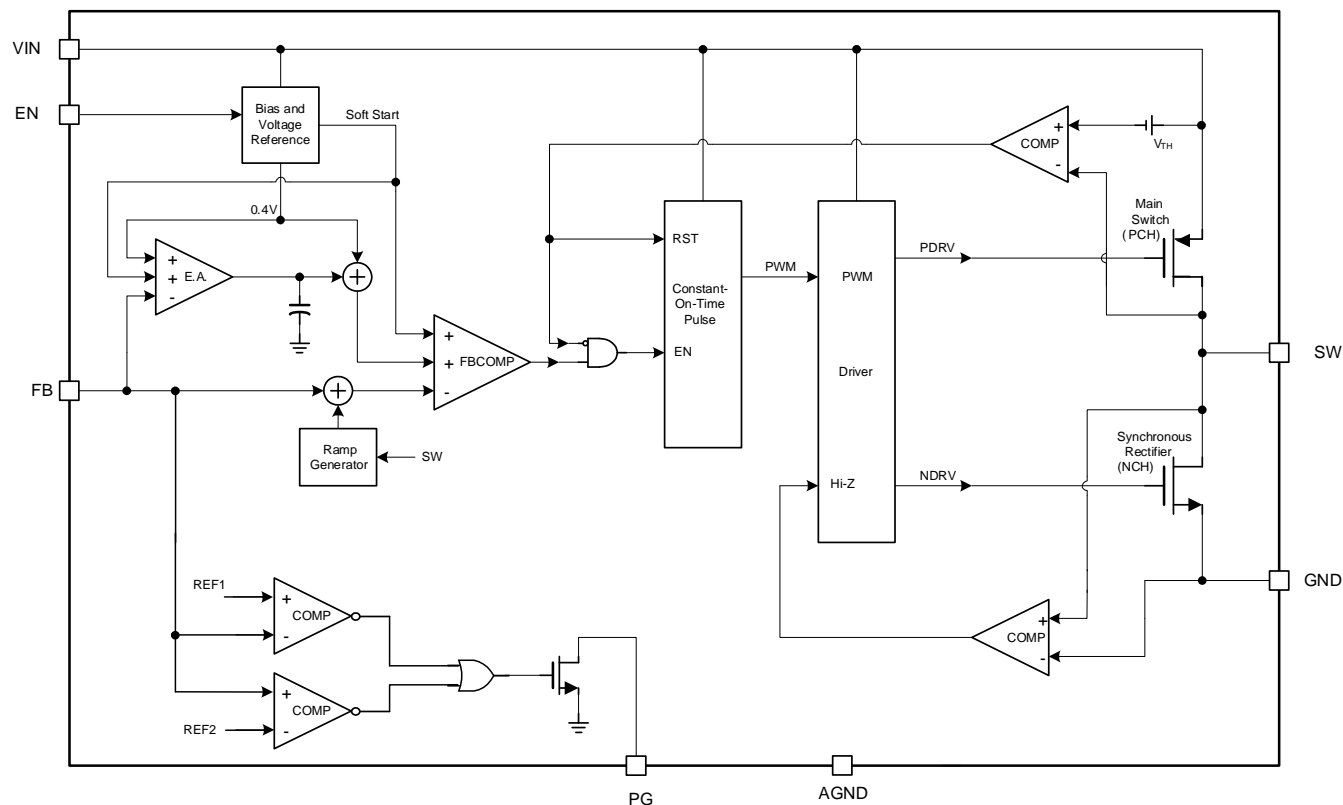 VIN
EN
Bias and
Voltage
Reference
Soft Start
+
COMP
-
VTH
0.4V
Main
Switch
(PCH)
+
+ E.A.
-
+
RST
PWM
PDRV
PWM
Constant-
On-Time
Pulse
+
+ FBCOMP
-
EN
SW
FB
+
Driver
Ramp
Generator
SW
Synchronous
Rectifier
(NCH)
Hi-Z
NDRV
GND
REF1
+
COMP
-
+
COMP
-
+
COMP
-
REF2
PG
AGND